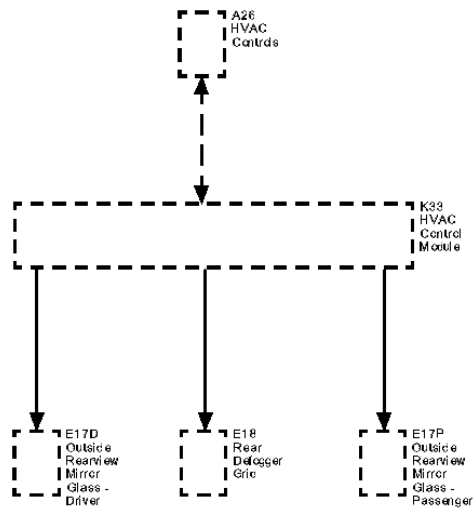 A26
HVAC
Controls
K33
HVAC
Control
Module
E17D
Outside
Rearview
Mirror
Glass -
Driver
E18
Rear
Defogger
Grid
E17P
Outside
Rearview
Mirror
Glass -
Passenger